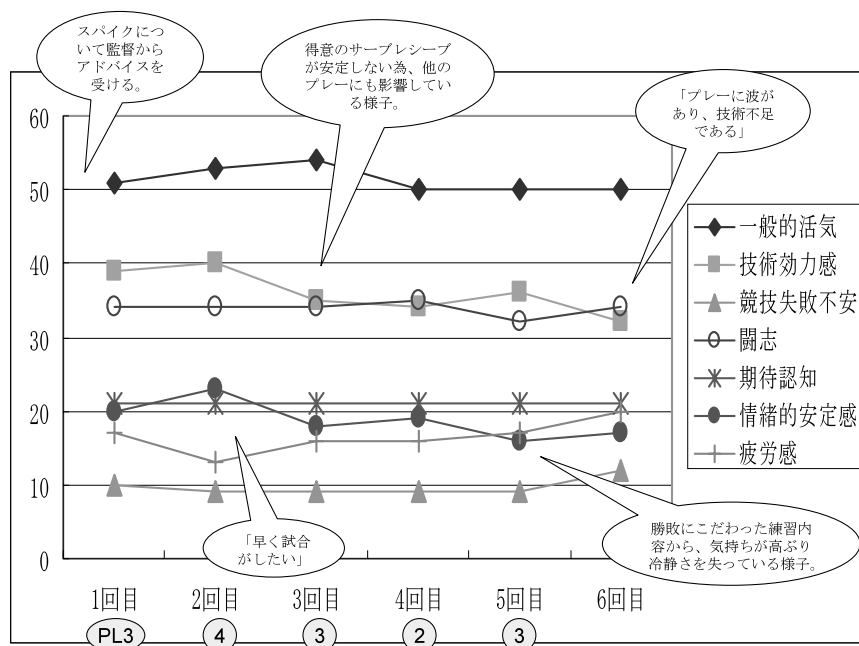 スパイクにつ
いて監督から
アドバイスを
受ける。
得意のサーブレシーブ
が安定しない為、他の
プレーにも影響してい
る様子。
「プレーに波が
あり、技術不足
である」
60
50
40
30
20
10
0
一般的活気
技術効力感
競技失敗不安
闘志
期待認知
情緒的安定感
疲労感
「早く試合
がしたい」
勝敗にこだわった練習内
容から、気持ちが高ぶり
冷静さを失っている様子。
1回目 2回目 3回目 4回目 5回目 6回目
PL3 4 3 2 3